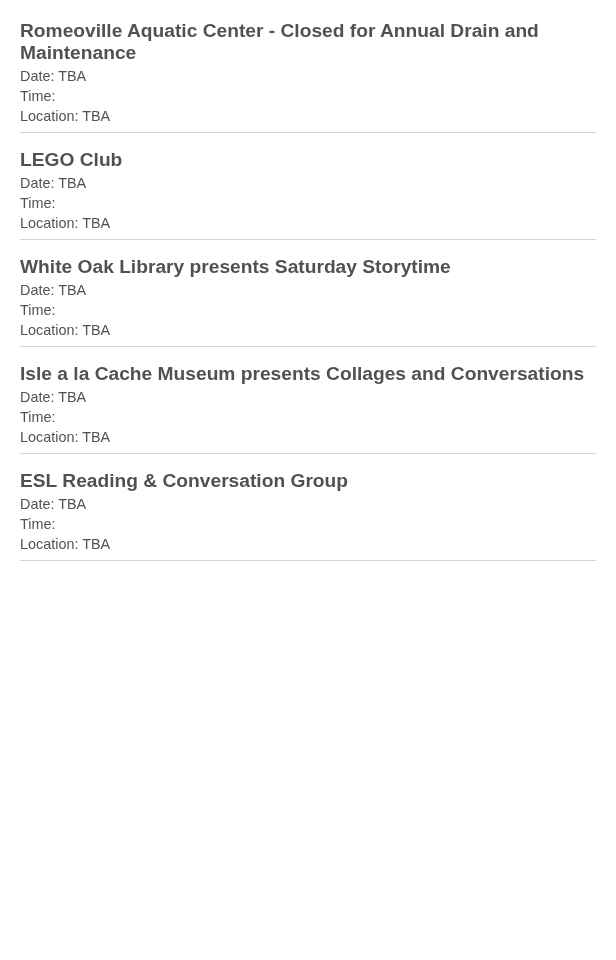 Romeoville Aquatic Center - Closed for Annual Drain and
Maintenance
Date: TBA
Time:
Location: TBA
LEGO Club
Date: TBA
Time:
Location: TBA
White Oak Library presents Saturday Storytime
Date: TBA
Time:
Location: TBA
Isle a la Cache Museum presents Collages and Conversations
Date: TBA
Time:
Location: TBA
ESL Reading & Conversation Group
Date: TBA
Time:
Location: TBA